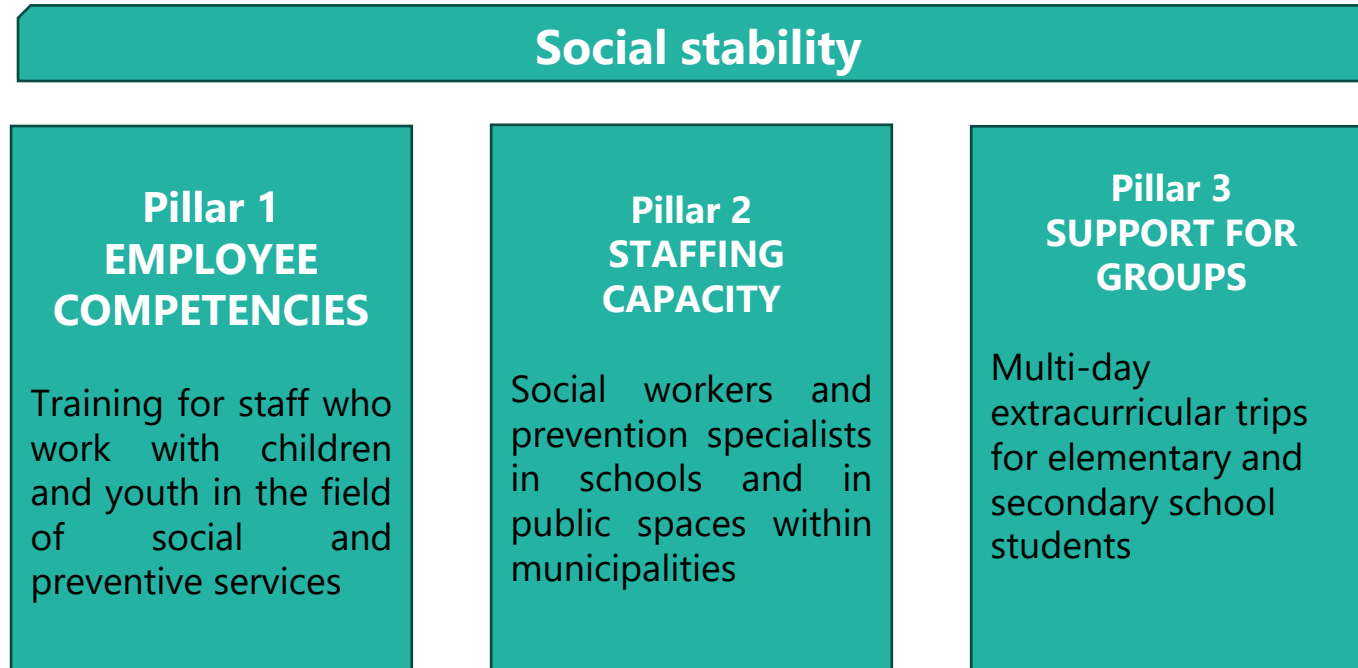 Social stability
Pillar 1
EMPLOYEE
COMPETENCIES
Training for staff who
work with children
and youth in the field
of social and
preventive services
Pillar 2
STAFFING
CAPACITY
Social workers and
prevention specialists
in schools and in
public spaces within
municipalities
Pillar 3
SUPPORT FOR
GROUPS
Multi-day
extracurricular trips
for elementary and
secondary school
students